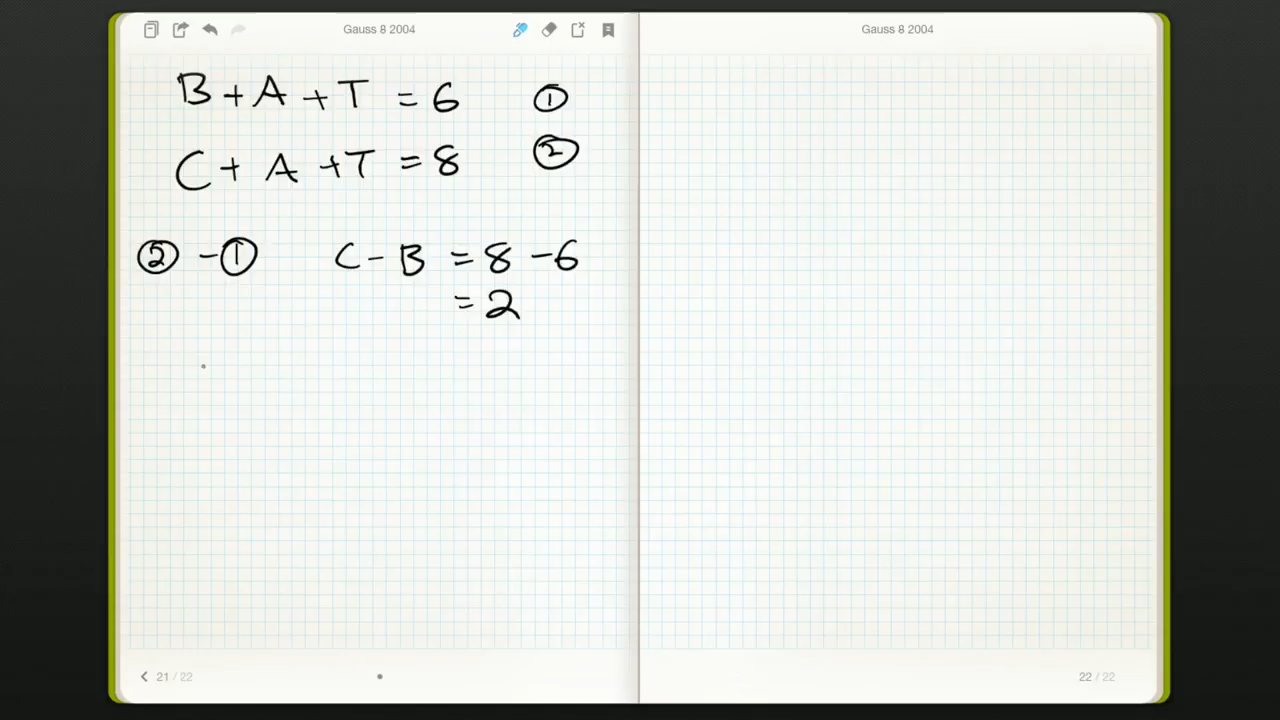 Gauss 8 2004
Gauss 8 2004
B + A + T = 6 ①
C + A + T = 8 ②
② - ① C - B = 8 - 6
= 2
21 / 22
22 / 22